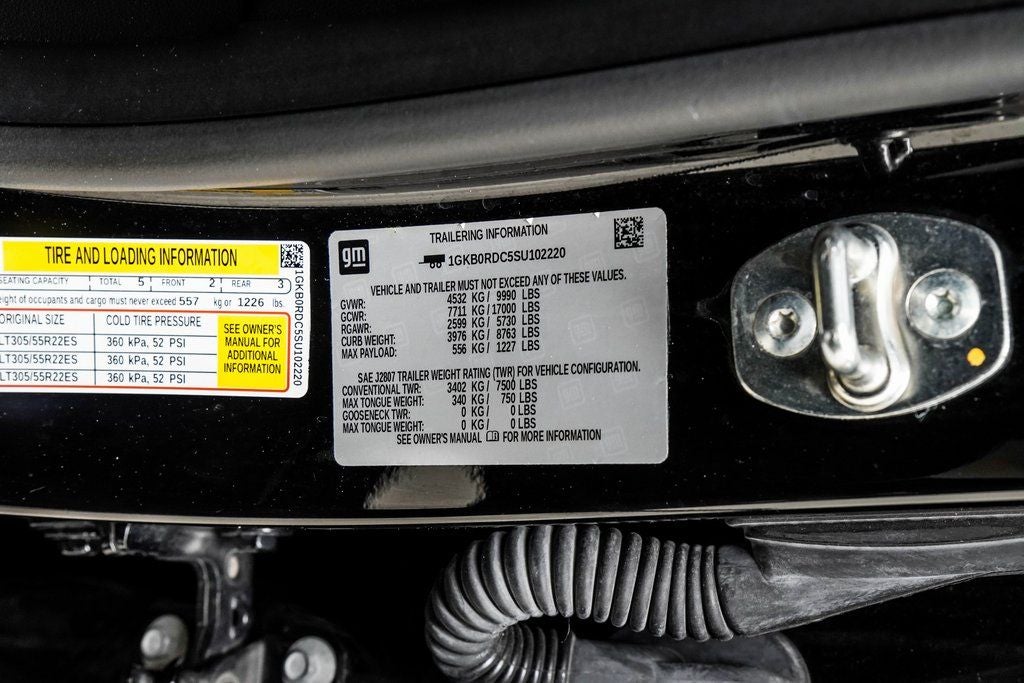 TIRE AND LOADING INFORMATION
SEATING CAPACITY TOTAL 5 FRONT 2 REAR 3
eight of occupants and cargo must never exceed 557 kg or 1226 lbs.
ORIGINAL SIZE COLD TIRE PRESSURE
LT305/55R22ES 360 kPa, 52 PSI
LT305/55R22ES 360 kPa, 52 PSI
LT305/55R22ES 360 kPa, 52 PSI
SEE OWNER'S
MANUAL FOR
ADDITIONAL
INFORMATION
1GKB0RDC5SU102220
gm
TRAILERING INFORMATION
1GKB0RDC5SU102220
VEHICLE AND TRAILER MUST NOT EXCEED ANY OF THESE VALUES.
GVWR: 4532 KG / 9990 LBS
GCWR: 7711 KG / 17000 LBS
RGAWR: 2599 KG / 5730 LBS
CURB WEIGHT: 3976 KG / 8763 LBS
MAX PAYLOAD: 556 KG / 1227 LBS
SAE J2807 TRAILER WEIGHT RATING (TWR) FOR VEHICLE CONFIGURATION.
CONVENTIONAL TWR: 3402 KG / 7500 LBS
MAX TONGUE WEIGHT: 340 KG / 750 LBS
GOOSENECK TWR: 0 KG / 0 LBS
MAX TONGUE WEIGHT: 0 KG / 0 LBS
SEE OWNER'S MANUAL FOR MORE INFORMATION